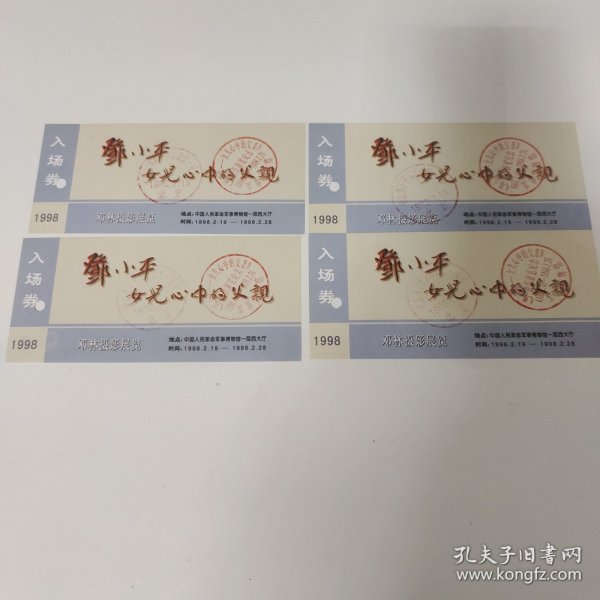 入场券
1998
鄧小平
女儿心中的父親
邓林摄影展览
地点：中国人民革命军事博物馆一层西大厅
时间：1998.2.19 — 1998.2.28
入场券
1998
鄧小平
女儿心中的父親
邓林摄影展览
地点：中国人民革命军事博物馆一层西大厅
时间：1998.2.19 — 1998.2.28
入场券
1998
鄧小平
女儿心中的父親
邓林摄影展览
地点：中国人民革命军事博物馆一层西大厅
时间：1998.2.19 — 1998.2.28
入场券
1998
鄧小平
女儿心中的父親
邓林摄影展览
地点：中国人民革命军事博物馆一层西大厅
时间：1998.2.19 — 1998.2.28
孔夫子旧书网
www.kongfz.com